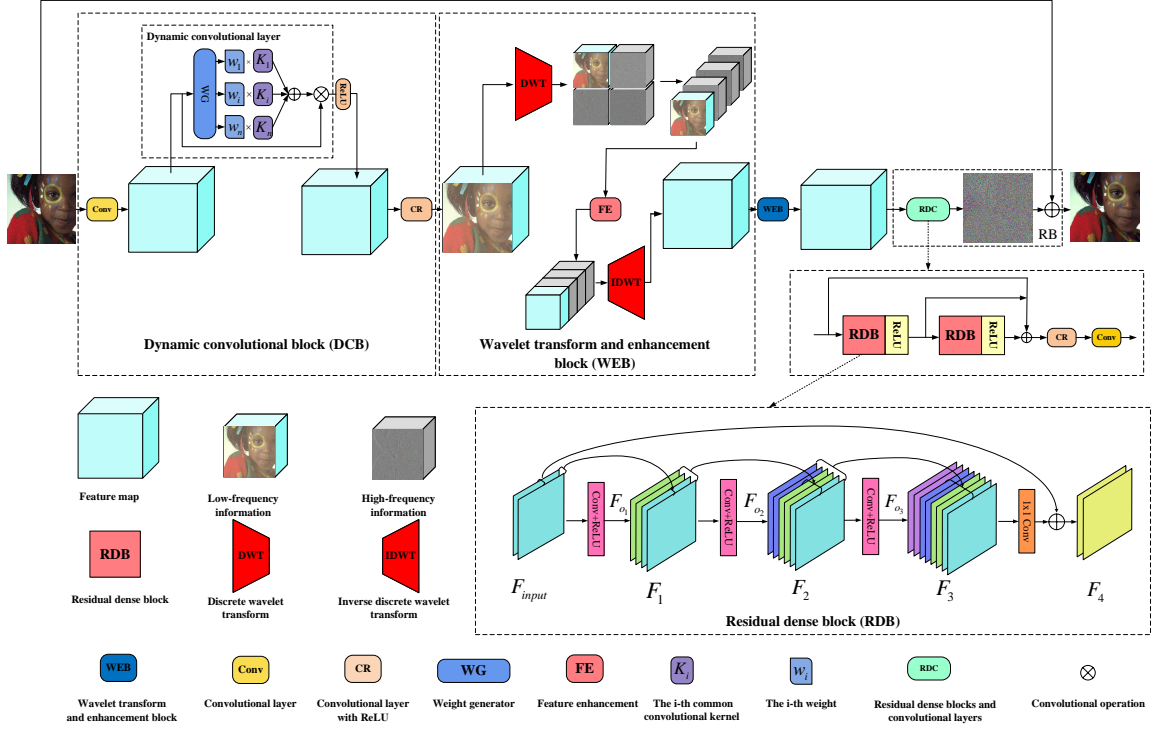 Dynamic convolutional layer
WG
w1 × K1
wi × Ki
wn × Kn
ReLU
Conv
CR
Dynamic convolutional block (DCB)
DWT
FE
IDWT
Wavelet transform and enhancement
block (WEB)
WEB
RDC
RB
RDB
ReLU
RDB
ReLU
CR
Conv
Feature map
Low-frequency
information
High-frequency
information
RDB
DWT
IDWT
Residual dense block
Discrete wavelet
transform
Inverse discrete wavelet
transform
Conv+ReLU
Fo1
Conv+ReLU
Fo2
Conv+ReLU
Fo3
1x1 Conv
Finput
F1
F2
F3
F4
Residual dense block (RDB)
WEB
Conv
CR
WG
FE
Ki
wi
RDC
Wavelet transform
and enhancement block
Convolutional layer
Convolutional layer
with ReLU
Weight generator
Feature enhancement
The i-th common
convolutional kernel
The i-th weight
Residual dense blocks and
convolutional layers
Convolutional operation